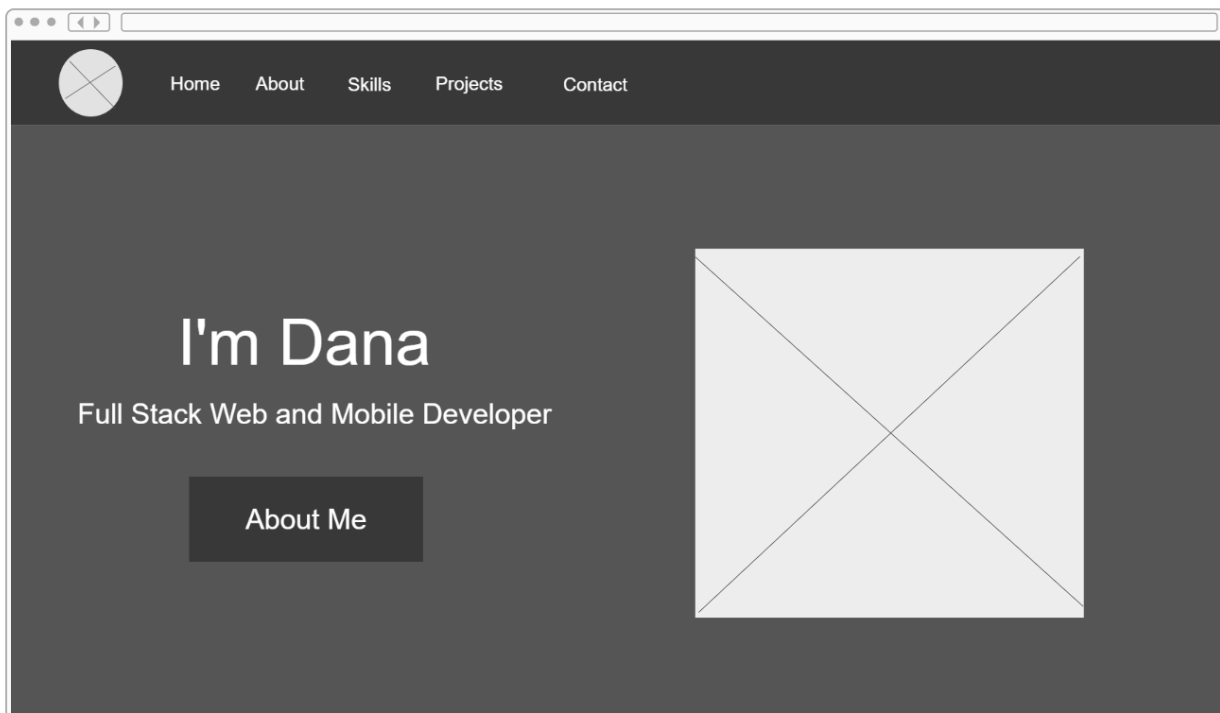 Home About Skills Projects Contact
I'm Dana
Full Stack Web and Mobile Developer
About Me